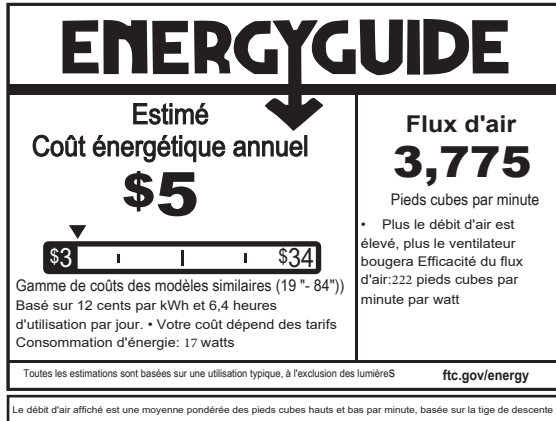 ENERGYGUIDE
Estimé
Coût énergétique annuel
$5
$3
$34
Gamme de coûts des modèles similaires (19 "- 84"))
Basé sur 12 cents par kWh et 6,4 heures
d'utilisation par jour. • Votre coût dépend des tarifs
Consommation d'énergie: 17 watts
Flux d'air
3,775
Pieds cubes par minute
• Plus le débit d'air est
élevé, plus le ventilateur
bougera Efficacité du flux
d'air:222 pieds cubes par
minute par watt
Toutes les estimations sont basées sur une utilisation typique, à l'exclusion des lumièreS
ftc.gov/energy
Le débit d'air affiché est une moyenne pondérée des pieds cubes hauts et bas par minute, basée sur la tige de descente